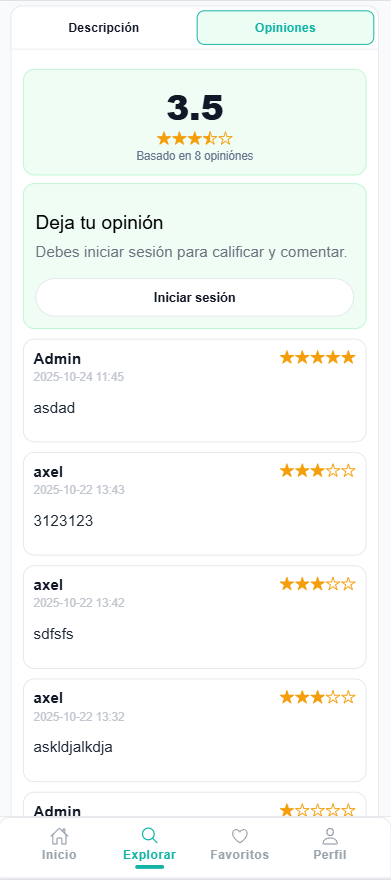 Descripción
Opiniones
3.5
Basado en 8 opiniónes
Deja tu opinión
Debes iniciar sesión para calificar y comentar.
Iniciar sesión
Admin
2025-10-24 11:45
asdad
axel
2025-10-22 13:43
3123123
axel
2025-10-22 13:42
sdfsfs
axel
2025-10-22 13:32
askldjalkdja
Admin
Inicio
Explorar
Favoritos
Perfil